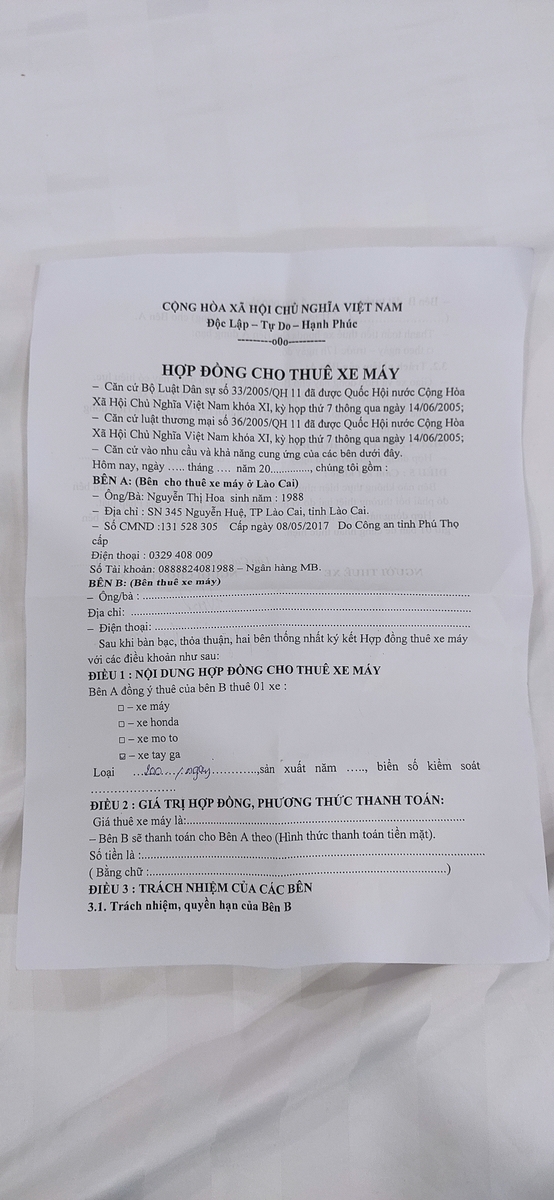 CỘNG HÒA XÃ HỘI CHỦ NGHĨA VIỆT NAM
Độc Lập – Tự Do – Hạnh Phúc
---------o0o----------
HỢP ĐỒNG CHO THUÊ XE MÁY
– Căn cứ Bộ Luật Dân sự số 33/2005/QH 11 đã được Quốc Hội nước Cộng Hòa
Xã Hội Chủ Nghĩa Việt Nam khóa XI, kỳ họp thứ 7 thông qua ngày 14/06/2005;
– Căn cứ luật thương mại số 36/2005/QH 11 đã được Quốc Hội nước Cộng Hòa
Xã Hội Chủ Nghĩa Việt Nam khóa XI, kỳ họp thứ 7 thông qua ngày 14/06/2005;
– Căn cứ vào nhu cầu và khả năng cung ứng của các bên dưới đây.
Hôm nay, ngày ….. tháng …. năm 20............., chúng tôi gồm :
BÊN A: (Bên cho thuê xe máy ở Lào Cai)
– Ông/Bà: Nguyễn Thị Hoa sinh năm : 1988
– Địa chỉ : SN 345 Nguyễn Huệ, TP Lào Cai, tỉnh Lào Cai.
– Số CMND :131 528 305 Cấp ngày 08/05/2017 Do Công an tỉnh Phú Thọ
cấp
Điện thoại : 0329 408 009
Số Tài khoản: 0888824081988 – Ngân hàng MB.
BÊN B: (Bên thuê xe máy)
– Ông/bà : ....................................................................
Địa chỉ: ....................................................................
– Điện thoại: ....................................................................
Sau khi bàn bạc, thỏa thuận, hai bên thống nhất ký kết Hợp đồng thuê xe máy
với các điều khoản như sau:
ĐIỀU 1 : NỘI DUNG HỢP ĐỒNG CHO THUÊ XE MÁY
Bên A đồng ý thuê của bên B thuê 01 xe :
□ – xe máy
□ – xe honda
□ – xe mo to
☑ – xe tay ga
Loại ...200.../ngày............,sản xuất năm ….., biển số kiểm soát
.....................
ĐIỀU 2 : GIÁ TRỊ HỢP ĐỒNG, PHƯƠNG THỨC THANH TOÁN:
Giá thuê xe máy là:....................................................................
– Bên B sẽ thanh toán cho Bên A theo (Hình thức thanh toán tiền mặt).
Số tiền là :....................................................................
( Bằng chữ :....................................................................)
ĐIỀU 3 : TRÁCH NHIỆM CỦA CÁC BÊN
3.1. Trách nhiệm, quyền hạn của Bên B